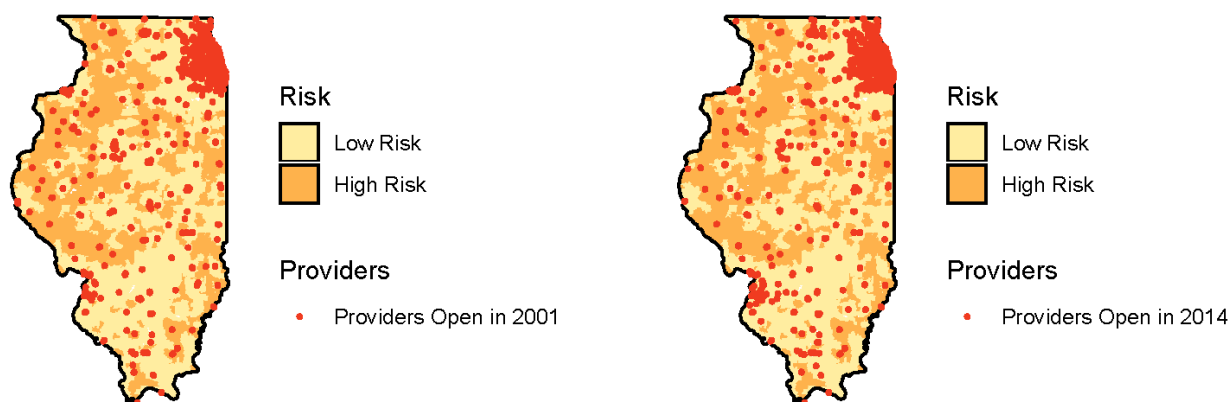 Risk
Low Risk
High Risk
Providers
Providers Open in 2001
Risk
Low Risk
High Risk
Providers
Providers Open in 2014